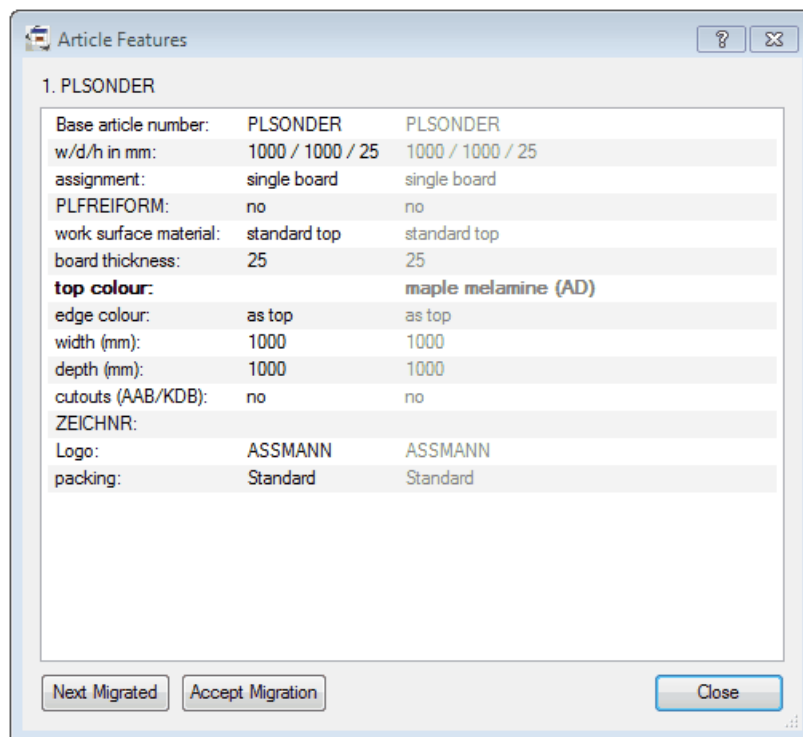 Article Features
1. PLSONDER
Base article number: PLSONDER PLSONDER
w/d/h in mm: 1000 / 1000 / 25 1000 / 1000 / 25
assignment: single board single board
PLFREIFORM: no no
work surface material: standard top standard top
board thickness: 25 25
top colour: maple melamine (AD)
edge colour: as top as top
width (mm): 1000 1000
depth (mm): 1000 1000
cutouts (AAB/KDB): no no
ZEICHNR:
Logo: ASSMANN ASSMANN
packing: Standard Standard
Next Migrated Accept Migration Close